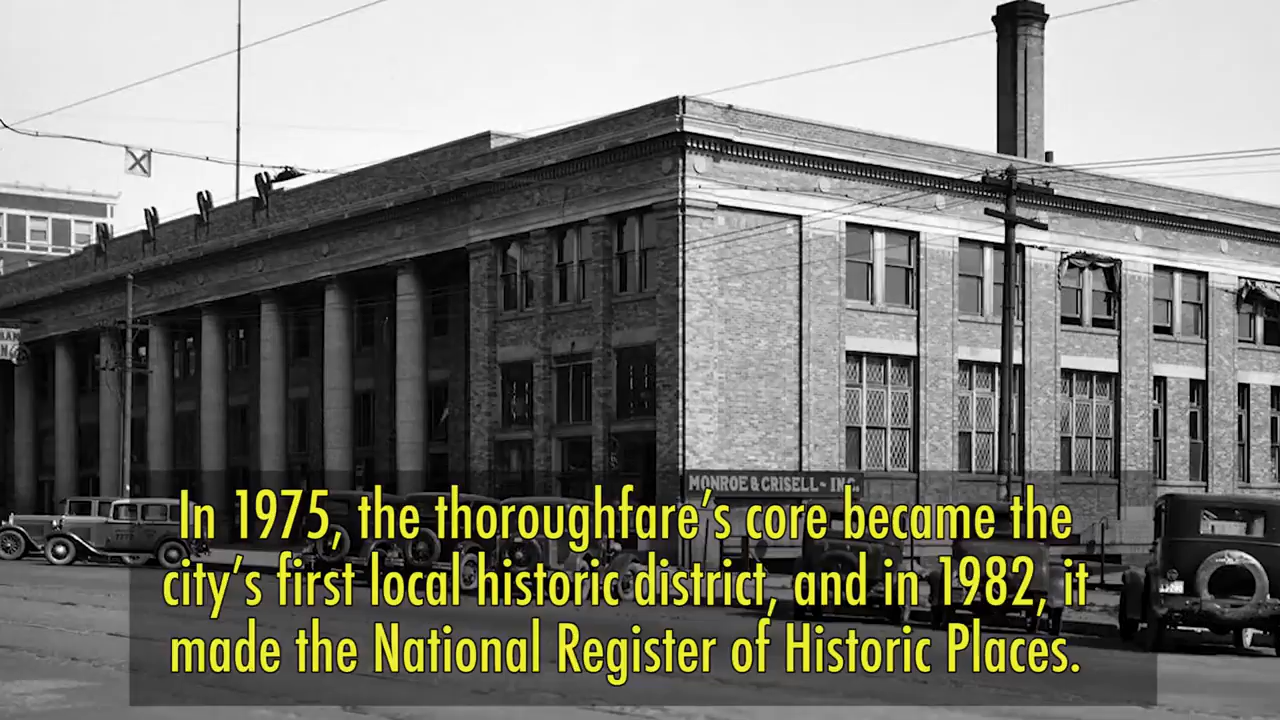 MONROE & CRISELL - INC.
In 1975, the thoroughfare's core became the
city's first local historic district, and in 1982, it
made the National Register of Historic Places.